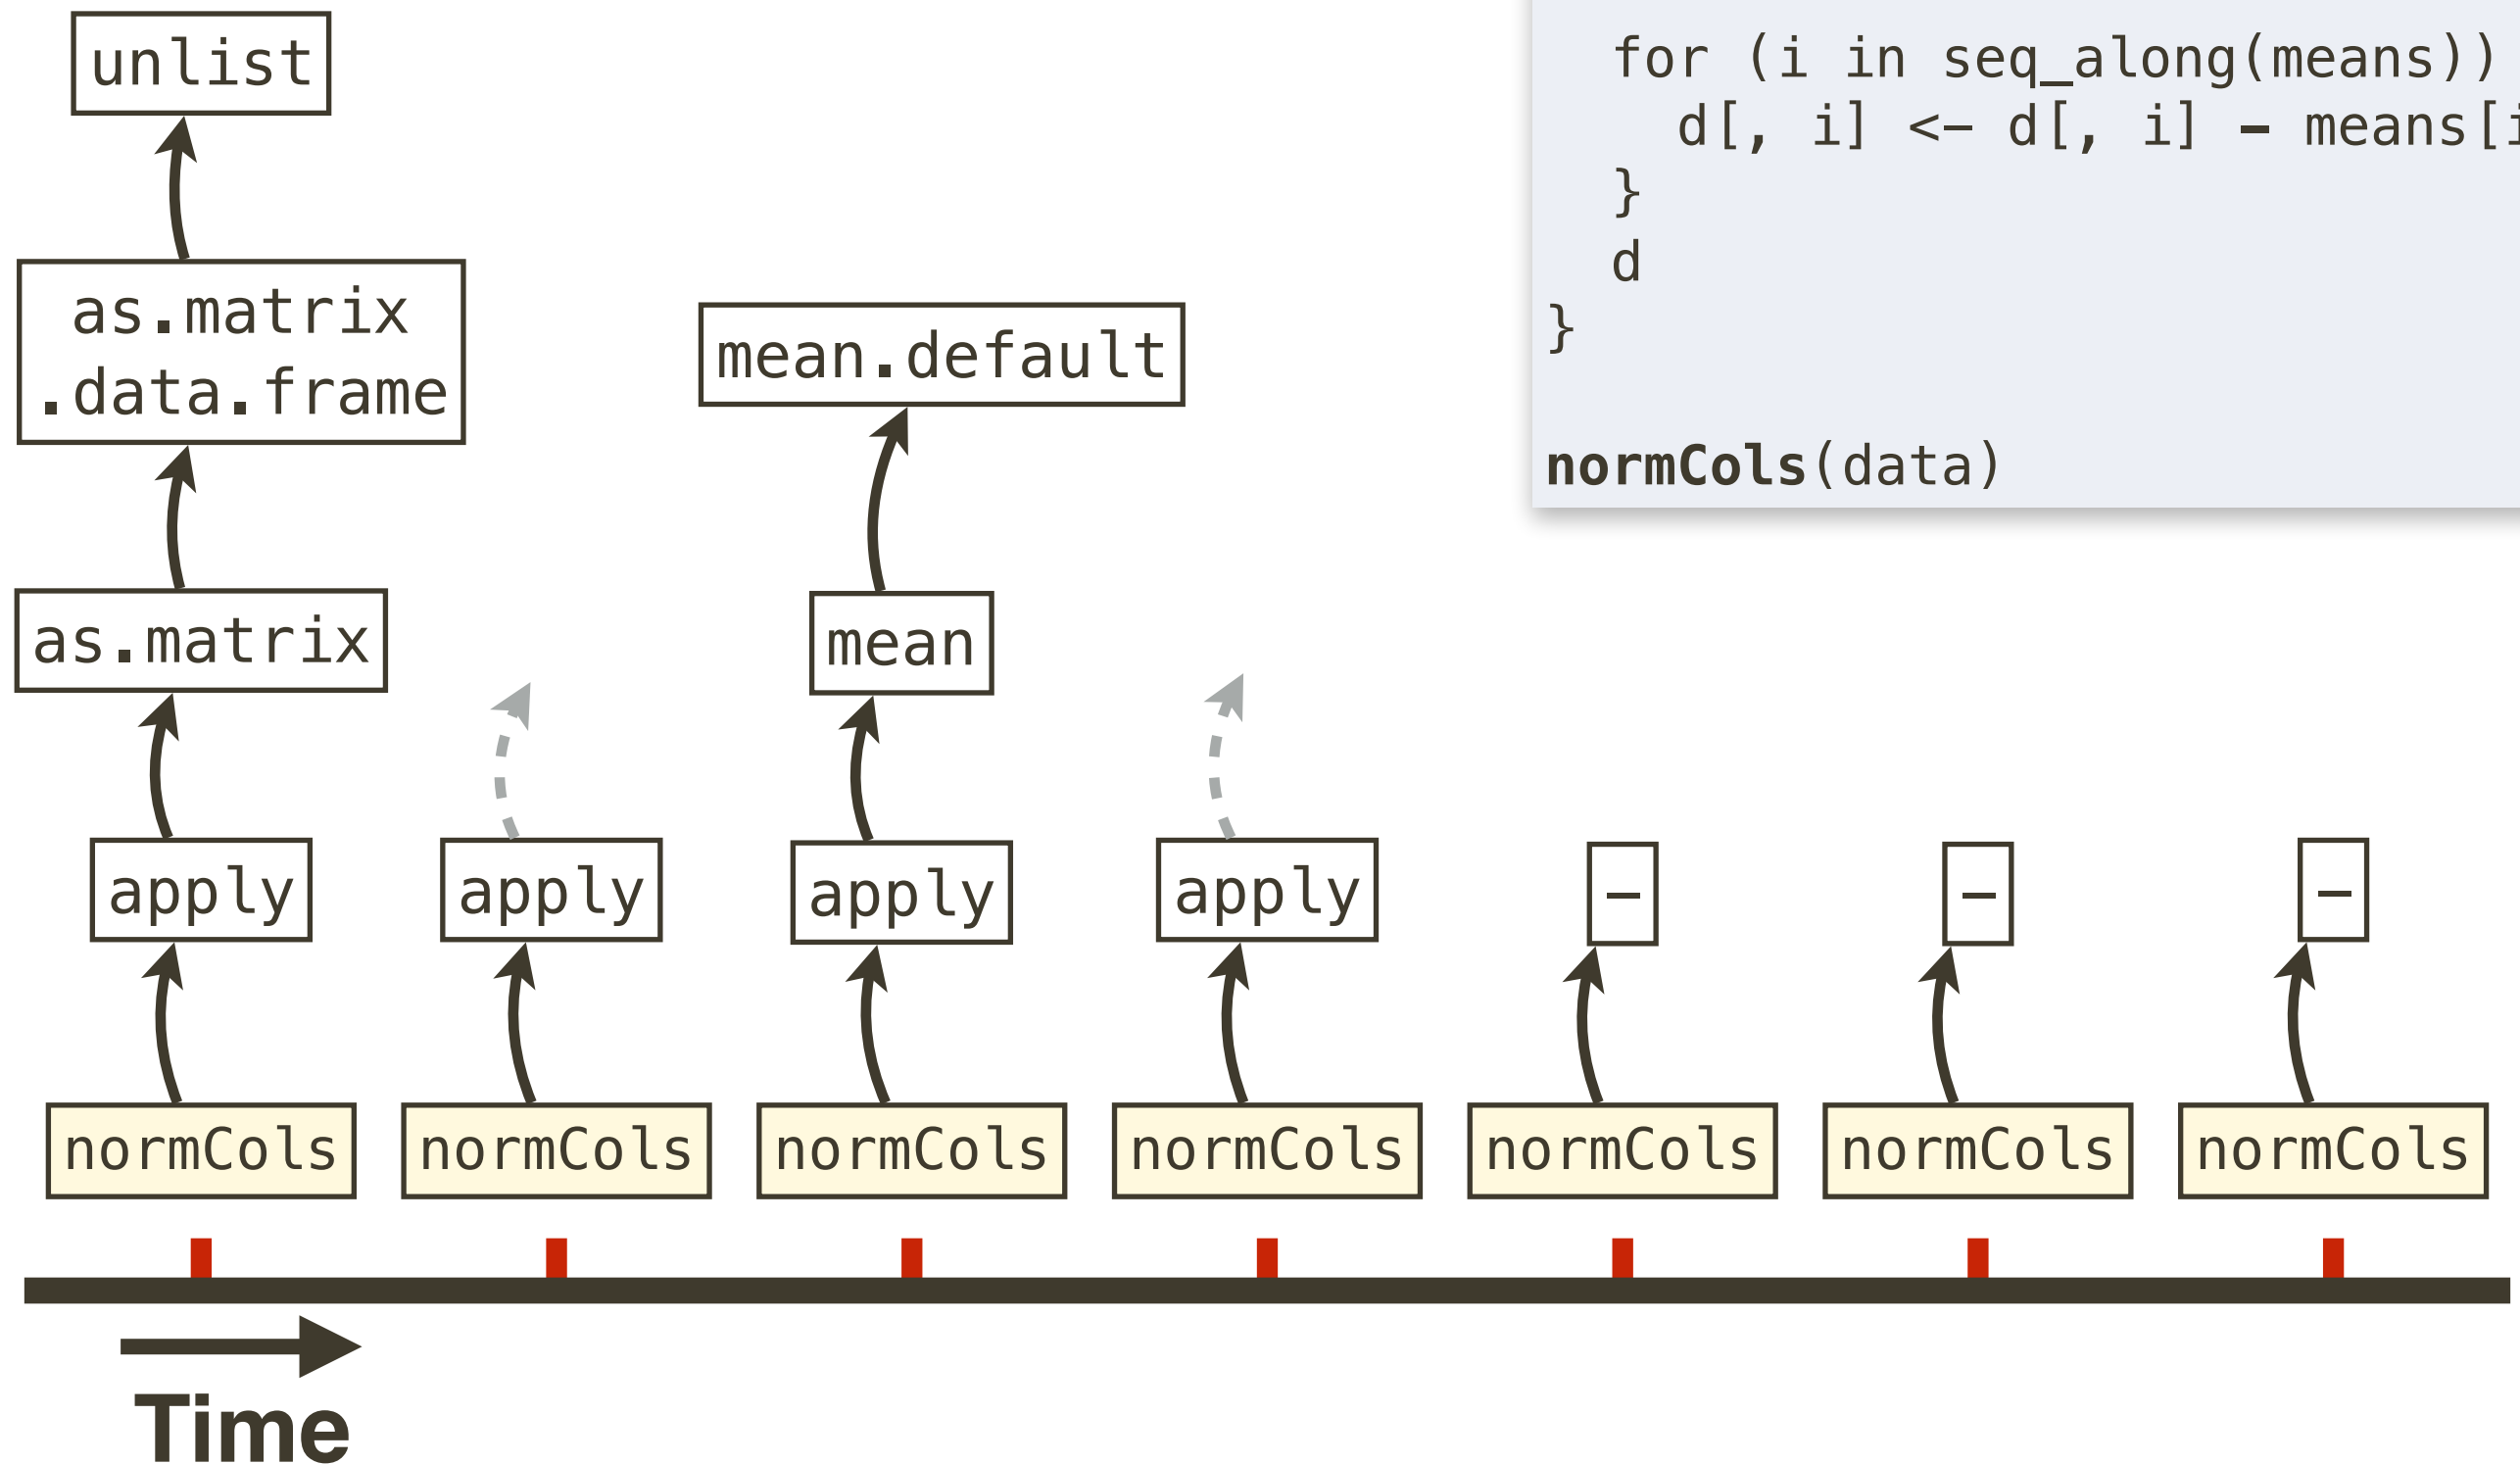 for (i in seq_along(means))
d[, i] <- d[, i] - means[i
}
d
}
normCols(data)
unlist
as.matrix
.data.frame
mean.default
as.matrix
mean
apply
apply
apply
apply
-
-
-
normCols
normCols
normCols
normCols
normCols
normCols
normCols
Time